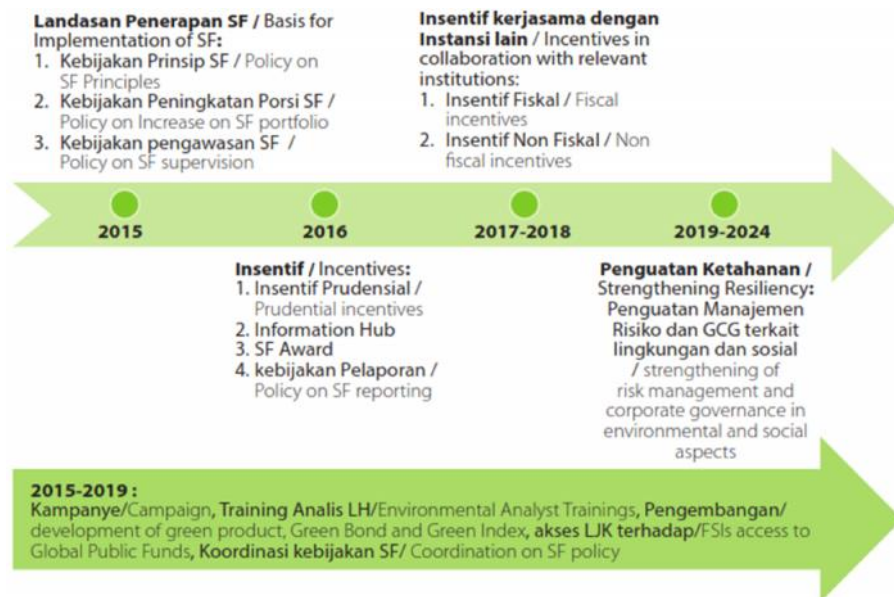 Landasan Penerapan SF / Basis for
Implementation of SF:
1. Kebijakan Prinsip SF / Policy on
SF Principles
2. Kebijakan Peningkatan Porsi SF /
Policy on Increase on SF portfolio
3. Kebijakan pengawasan SF /
Policy on SF supervision
Insentif kerjasama dengan
Instansi lain / Incentives in
collaboration with relevant
institutions:
1. Insentif Fiskal / Fiscal
incentives
2. Insentif Non Fiskal / Non
fiscal incentives
2015
2016
2017-2018
2019-2024
Insentif / Incentives:
1. Insentif Prudensial /
Prudential incentives
2. Information Hub
3. SF Award
4. kebijakan Pelaporan /
Policy on SF reporting
Penguatan Ketahanan /
Strengthening Resiliency:
Penguatan Manajemen
Risiko dan GCG terkait
lingkungan dan sosial
/ strengthening of
risk management and
corporate governance in
environmental and social
aspects
2015-2019 :
Kampanye/Campaign, Training Analis LH/Environmental Analyst Trainings, Pengembangan/
development of green product, Green Bond and Green Index, akses LJK terhadap/FSIs access to
Global Public Funds, Koordinasi kebijakan SF/ Coordination on SF policy